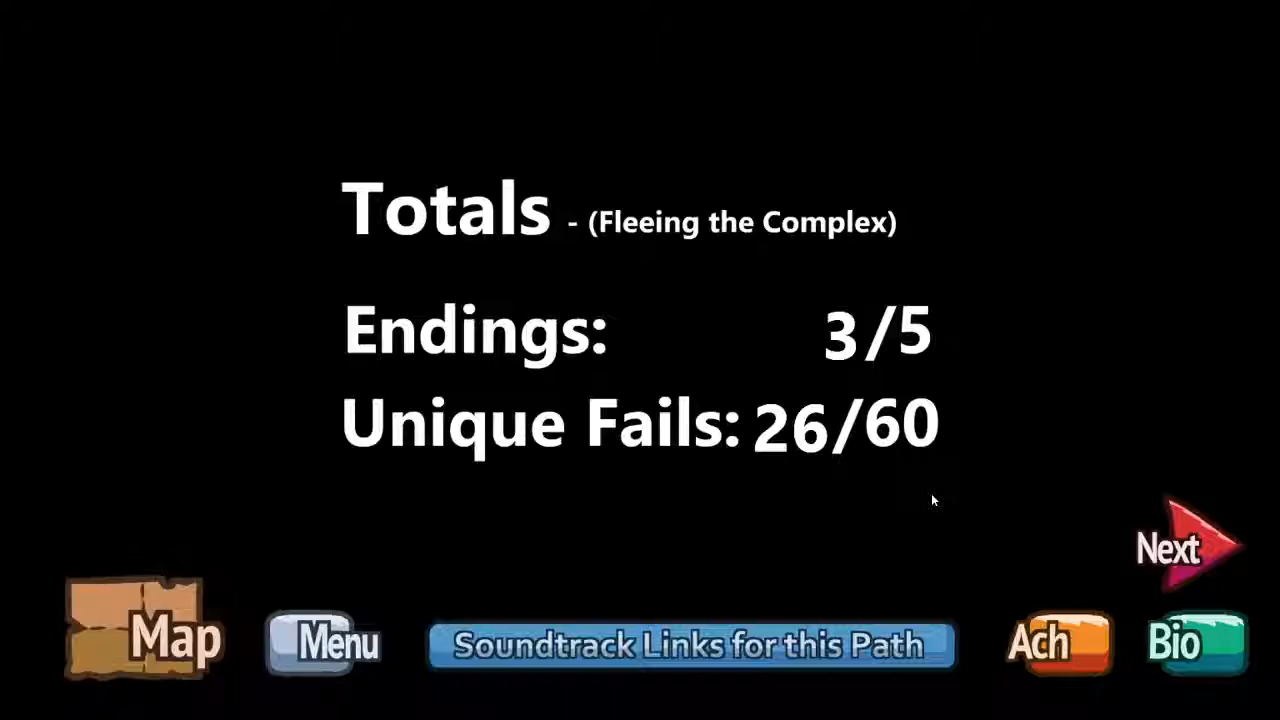 Totals - (Fleeing the Complex)
Endings: 3/5
Unique Fails: 26/60
Next
Map
Menu
Soundtrack Links for this Path
Ach
Bio